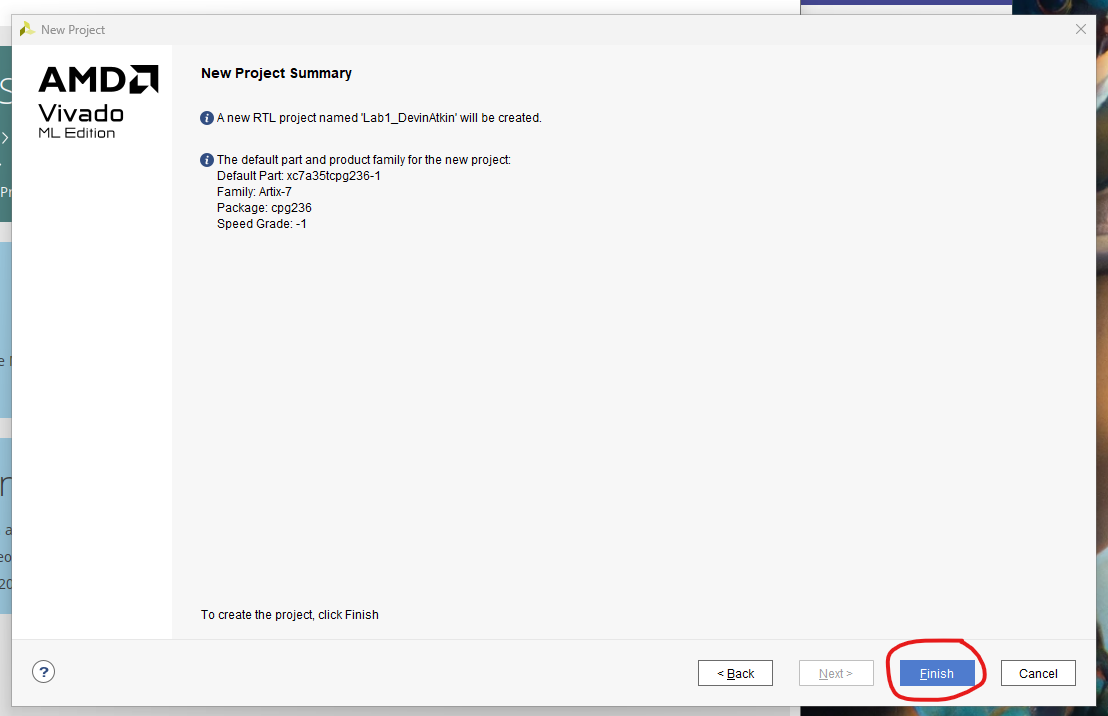 New Project
AMD
Vivado
ML Edition
New Project Summary
A new RTL project named 'Lab1_DevinAtkin' will be created.
The default part and product family for the new project:
Default Part: xc7a35tcpg236-1
Family: Artix-7
Package: cpg236
Speed Grade: -1
To create the project, click Finish
?
< Back
Next >
Finish
Cancel